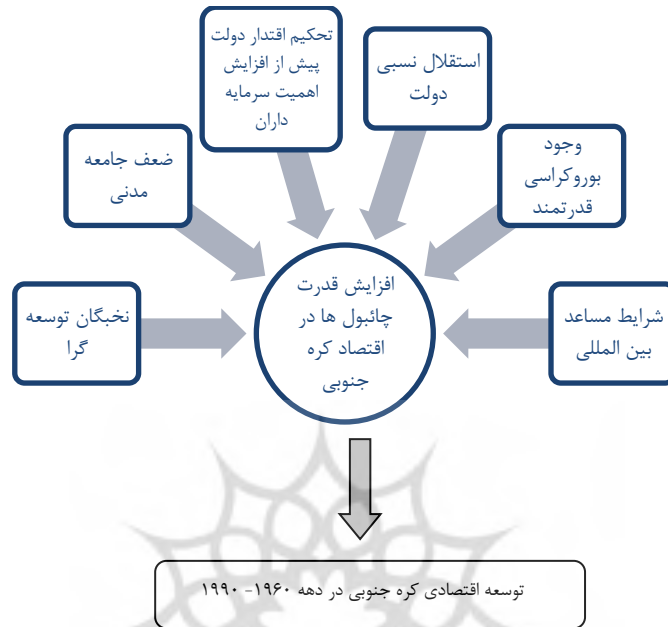 تحکیم اقتدار دولت
پیش از افزایش
اهمیت سرمایه
داران
استقلال نسبی
دولت
وجود
بوروکراسی
قدرتمند
ضعف جامعه
مدنی
شرایط مساعد
بین المللی
نخبگان توسعه
گرا
افزایش قدرت
چائبول ها در
اقتصاد کره
جنوبی
توسعه اقتصادی کره جنوبی در دهه ۱۹۶۰- ۱۹۹۰